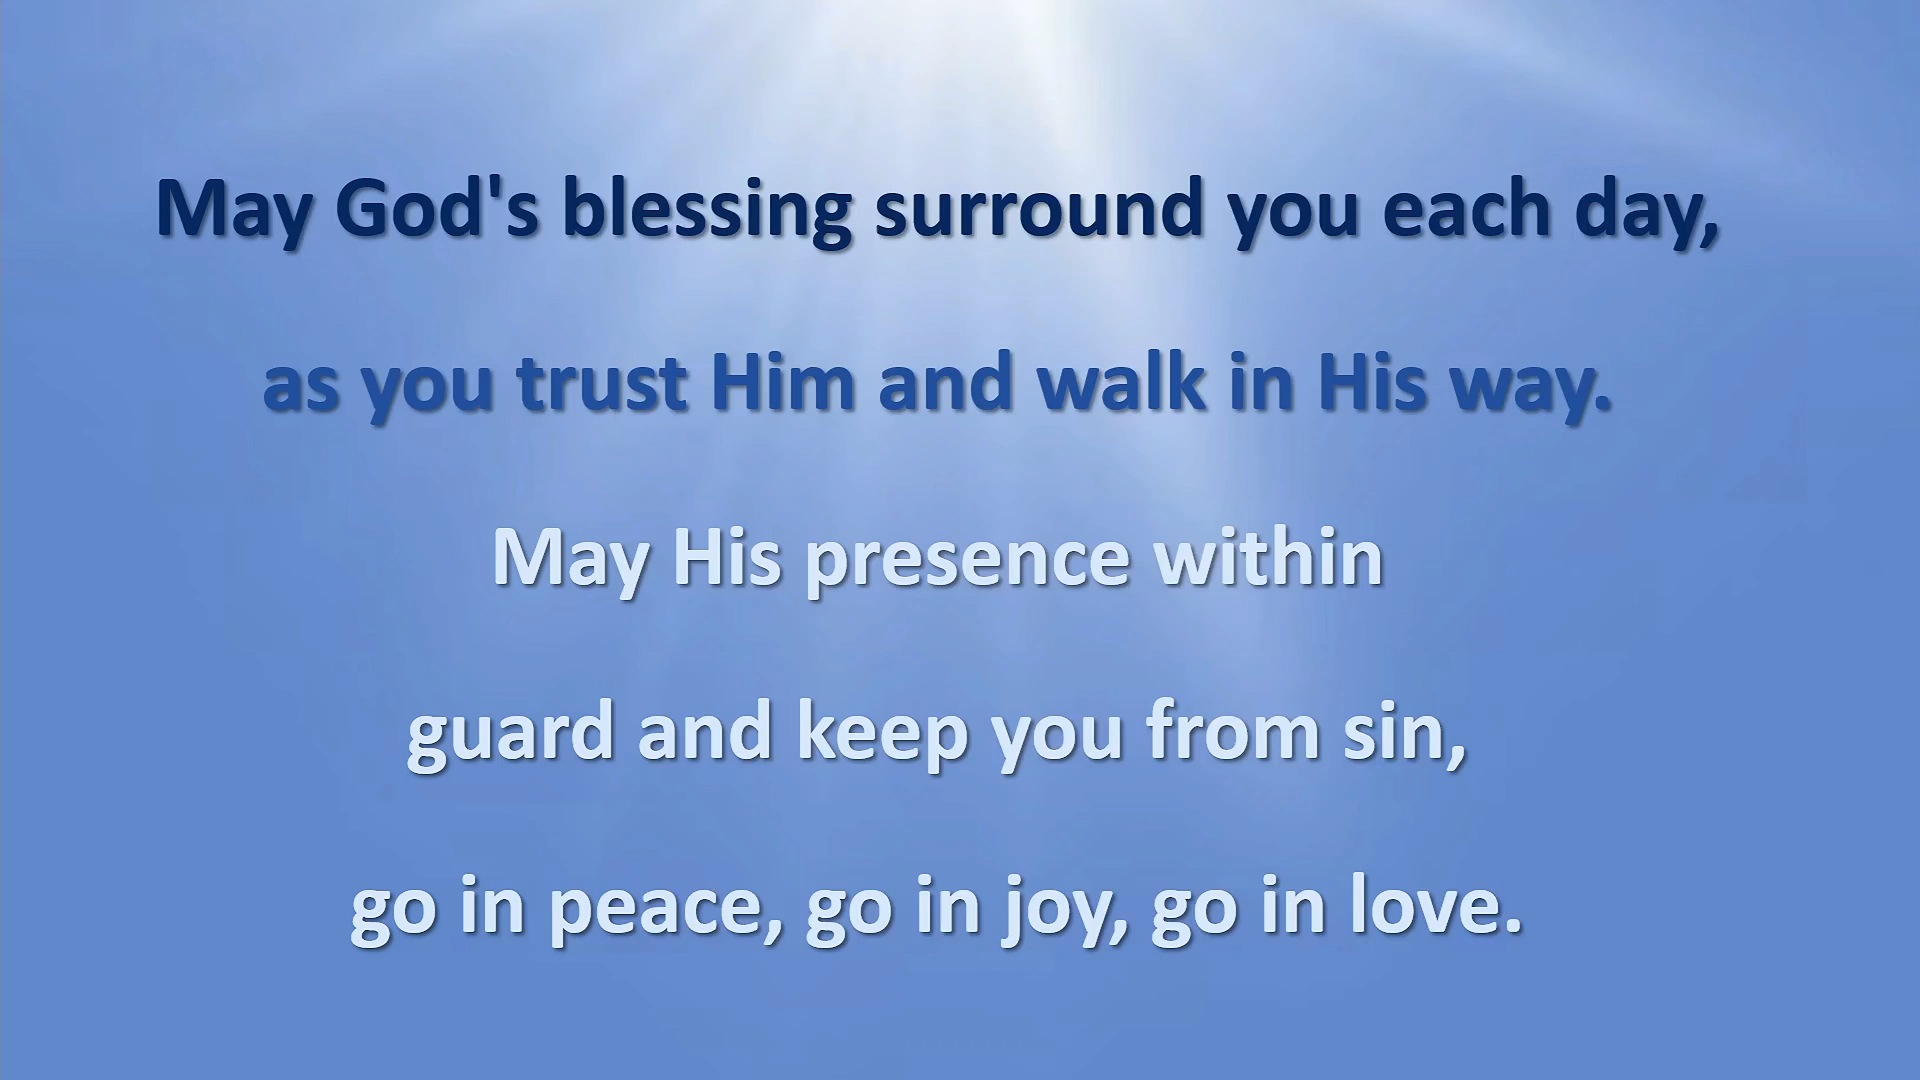 May God's blessing surround you each day,
as you trust Him and walk in His way.
May His presence within
guard and keep you from sin,
go in peace, go in joy, go in love.